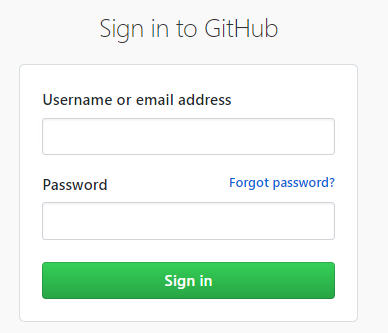 Sign in to GitHub
Username or email address
Password Forgot password?
Sign in